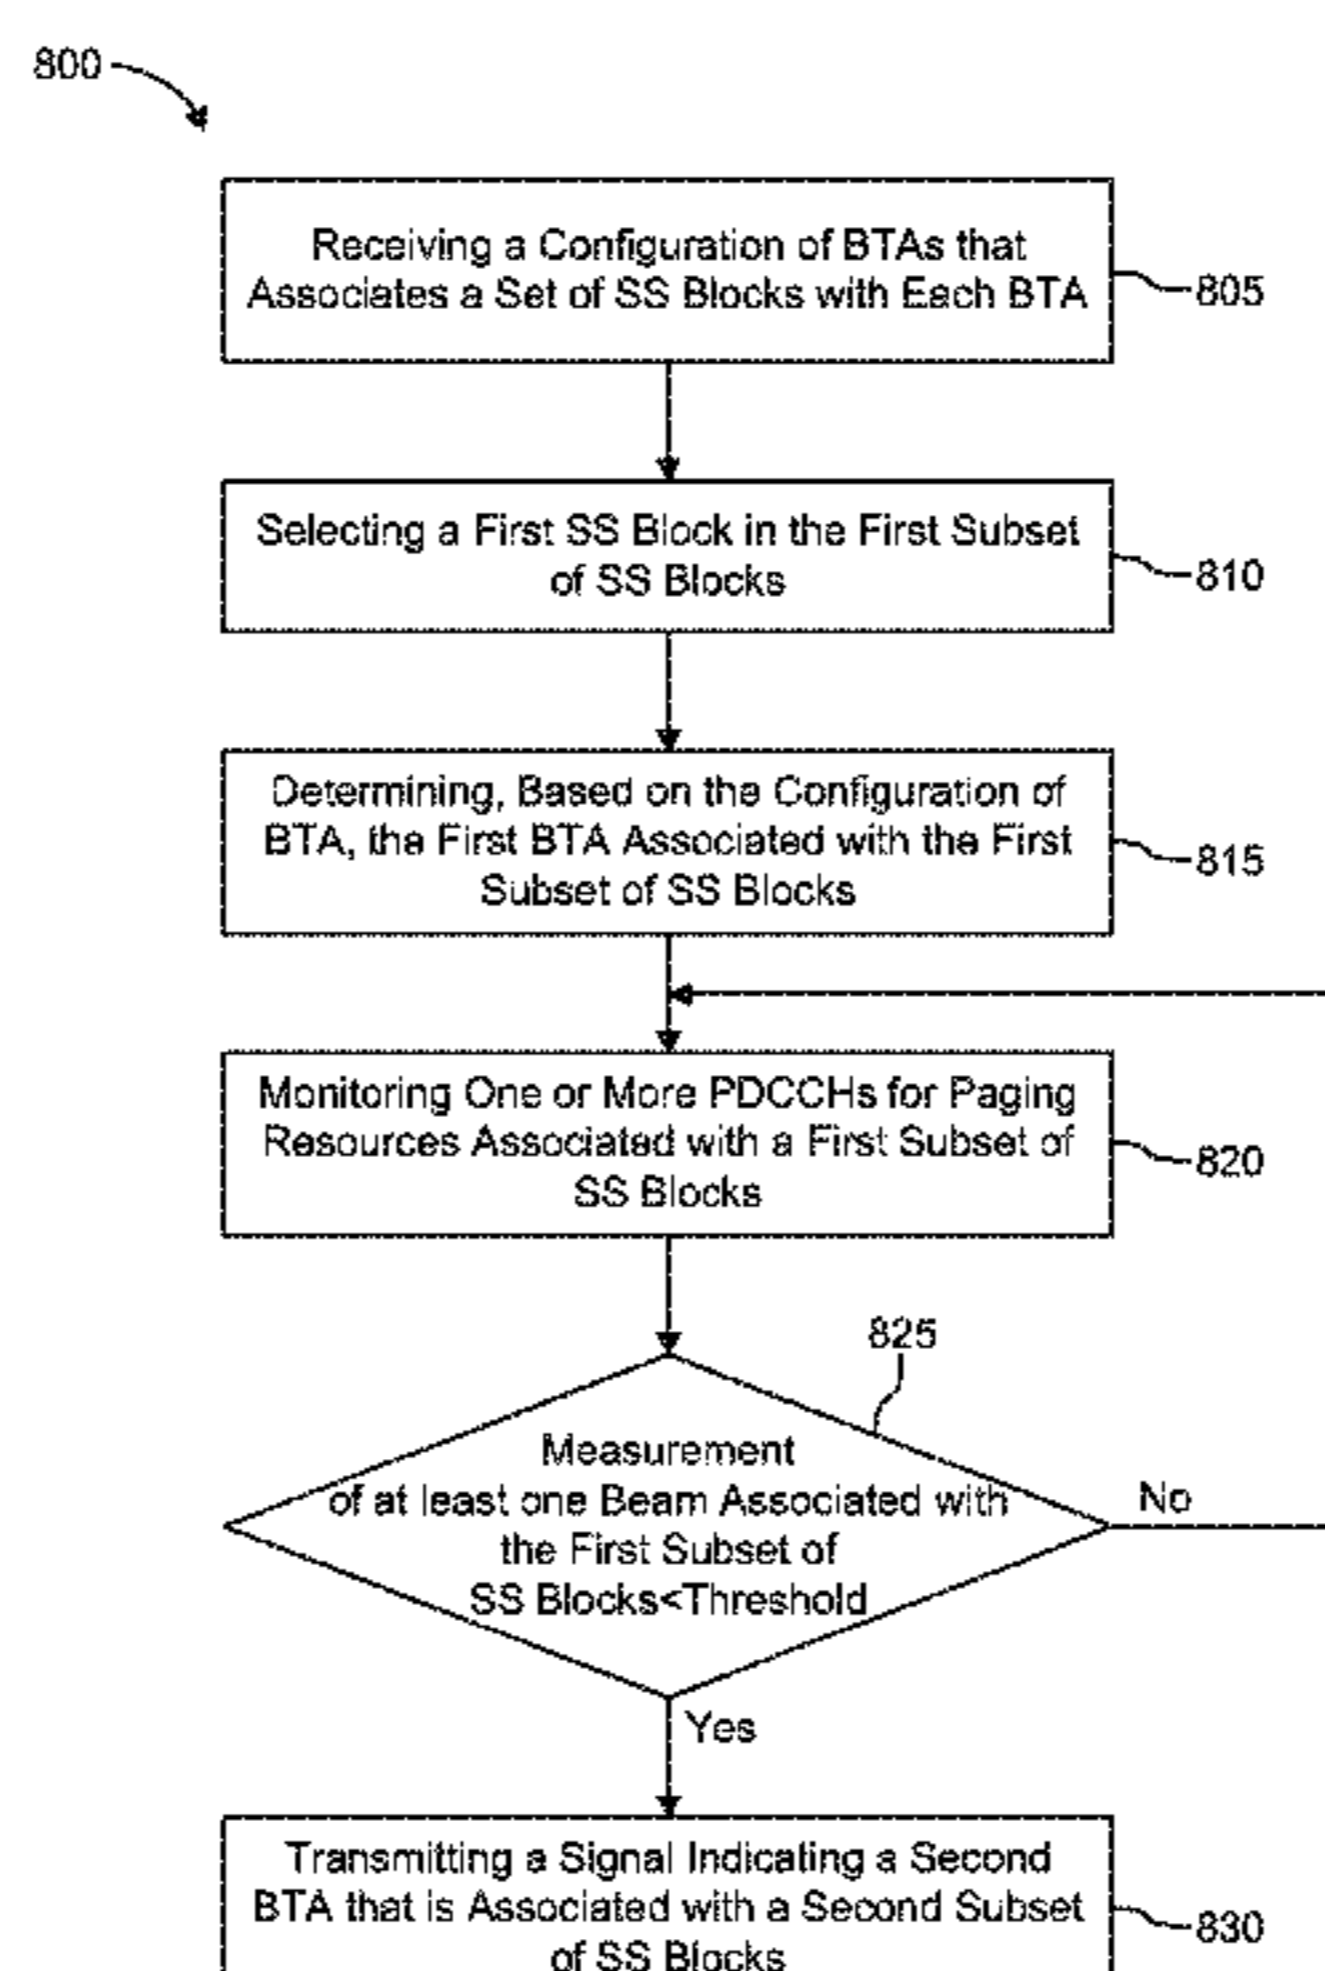 800
Receiving a Configuration of BTAs that
Associates a Set of SS Blocks with Each BTA
805
Selecting a First SS Block in the First Subset
of SS Blocks
810
Determining, Based on the Configuration of
BTA, the First BTA Associated with the First
Subset of SS Blocks
815
Monitoring One or More PDCCHs for Paging
Resources Associated with a First Subset of
SS Blocks
820
825
Measurement
of at least one Beam Associated with
the First Subset of
SS Blocks<Threshold
No
Yes
Transmitting a Signal Indicating a Second
BTA that is Associated with a Second Subset
of SS Blocks
830